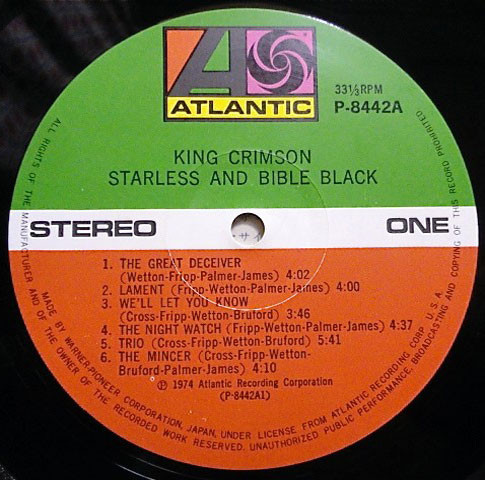 ATLANTIC
33⅓ RPM
P-8442A
KING CRIMSON
STARLESS AND BIBLE BLACK
STEREO
ONE
1. THE GREAT DECEIVER
(Wetton-Fripp-Palmer-James) 4:02
2. LAMENT (Fripp-Wetton-Palmer-James) 4:00
3. WE'LL LET YOU KNOW
(Cross-Fripp-Wetton-Bruford) 3:46
4. THE NIGHT WATCH (Fripp-Wetton-Palmer-James) 4:37
5. TRIO (Cross-Fripp-Wetton-Bruford) 5:41
6. THE MINCER (Cross-Fripp-Wetton-
Bruford-Palmer-James) 4:10
Ⓟ 1974 Atlantic Recording Corporation
(P-8442A1)
MADE BY WARNER-PIONEER CORPORATION, JAPAN, UNDER LICENSE FROM ATLANTIC RECORDING CORP. U.S.A.
ALL RIGHTS OF THE MANUFACTURER AND OF THE OWNER OF THE RECORDED WORK RESERVED. UNAUTHORIZED PUBLIC PERFORMANCE, BROADCASTING AND COPYING OF THIS RECORD PROHIBITED.